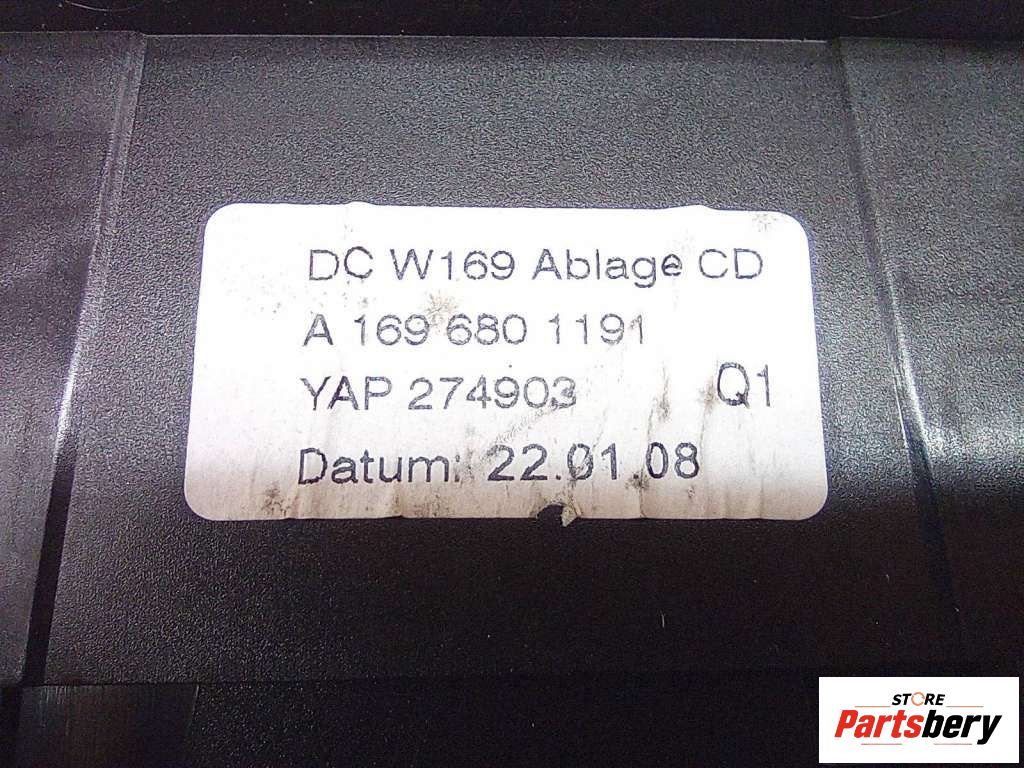 DC W169 Ablage CD
A 169 680 1191
YAP 274903 Q1
Datum: 22.01.08
STORE
Partsbery